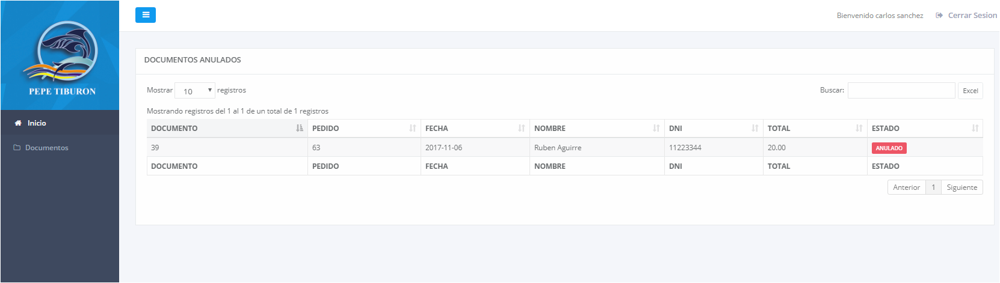 Bienvenido carlos sanchez Cerrar Sesion
PEPE TIBURON
Inicio
Documentos
DOCUMENTOS ANULADOS
Mostrar 10 registros Buscar: Excel
Mostrando registros del 1 al 1 de un total de 1 registros
DOCUMENTO PEDIDO FECHA NOMBRE DNI TOTAL ESTADO
39 63 2017-11-06 Ruben Aguirre 11223344 20.00 ANULADO
DOCUMENTO PEDIDO FECHA NOMBRE DNI TOTAL ESTADO
Anterior 1 Siguiente